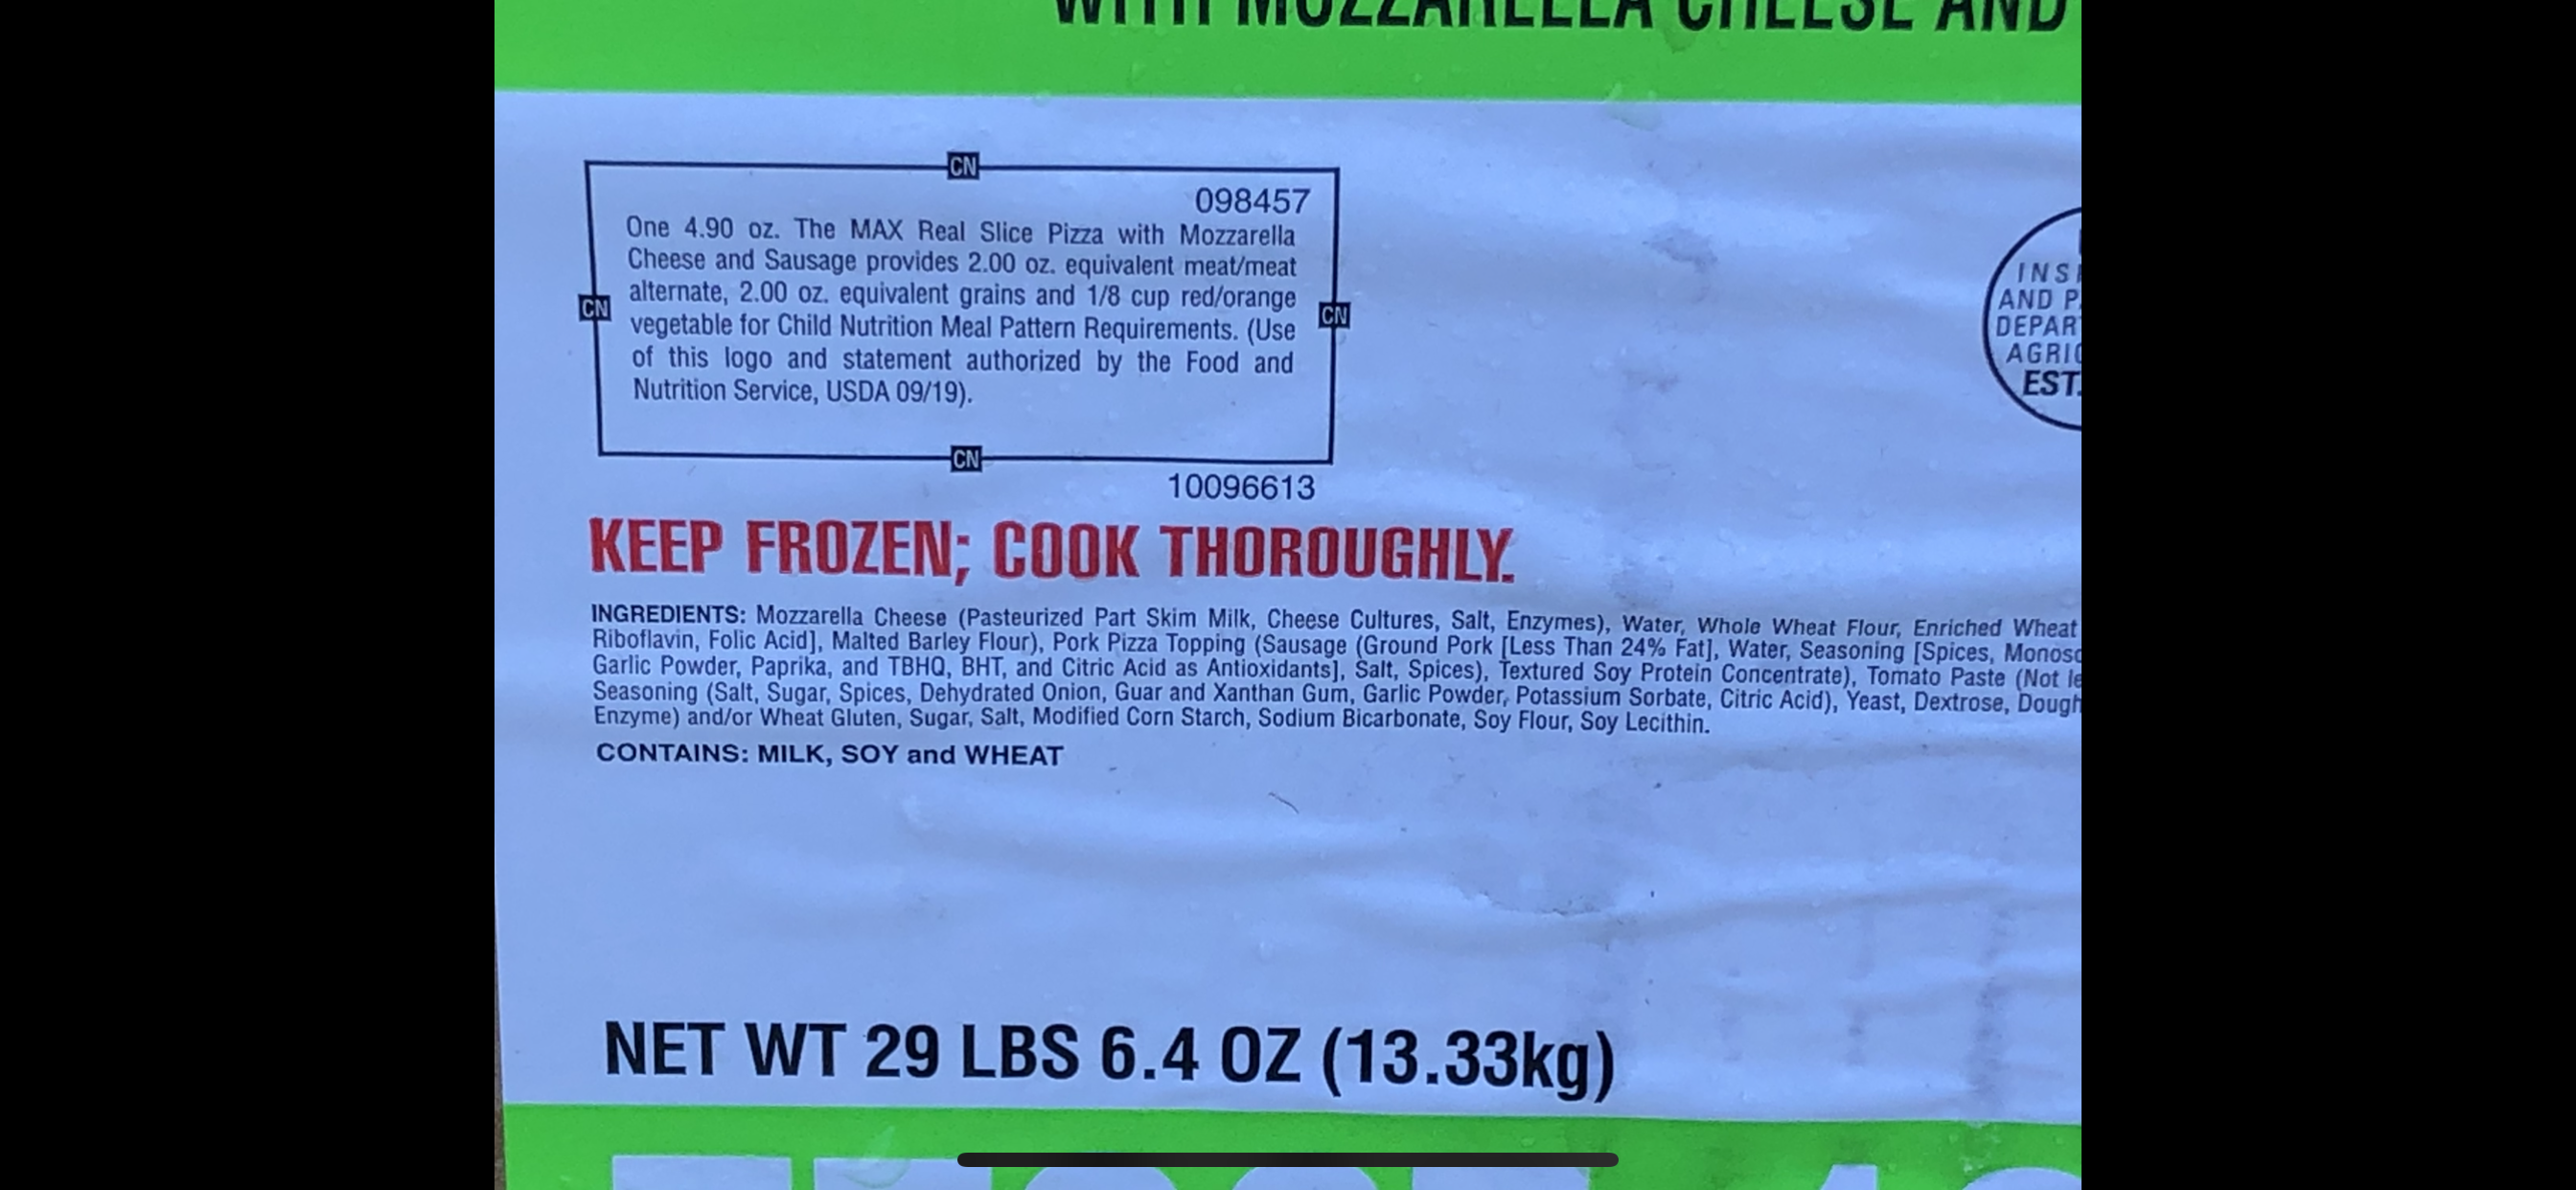 WITH MOZZARELLA CHEESE AND
CN
098457
One 4.90 oz. The MAX Real Slice Pizza with Mozzarella
Cheese and Sausage provides 2.00 oz. equivalent meat/meat
alternate, 2.00 oz. equivalent grains and 1/8 cup red/orange
CN
CN
vegetable for Child Nutrition Meal Pattern Requirements. (Use
of this logo and statement authorized by the Food and
Nutrition Service, USDA 09/19).
CN
10096613
AND
EST.
KEEP FROZEN; COOK THOROUGHLY.
INGREDIENTS: Mozzarella Cheese (Pasteurized Part Skim Milk, Cheese Cultures, Salt, Enzymes), Water, Whole Wheat Flour, Enriched Wheat
Riboflavin, Folic Acid], Malted Barley Flour), Pork Pizza Topping (Sausage (Ground Pork [Less Than 24% Fat], Water, Seasoning [Spices,
Garlic Powder, Paprika, and TBHQ, BHT, and Citric Acid as Antioxidants], Salt, Spices), Textured Soy Protein Concentrate), Tomato Paste (Not
Seasoning (Salt, Sugar, Spices, Dehydrated Onion, Guar and Xanthan Gum, Garlic Powder, Potassium Sorbate, Citric Acid), Yeast, Dextrose, Dough
Enzyme) and/or Wheat Gluten, Sugar, Salt, Modified Corn Starch, Sodium Bicarbonate, Soy Flour, Soy Lecithin.
CONTAINS: MILK, SOY and WHEAT
NET WT 29 LBS 6.4 OZ (13.33kg)